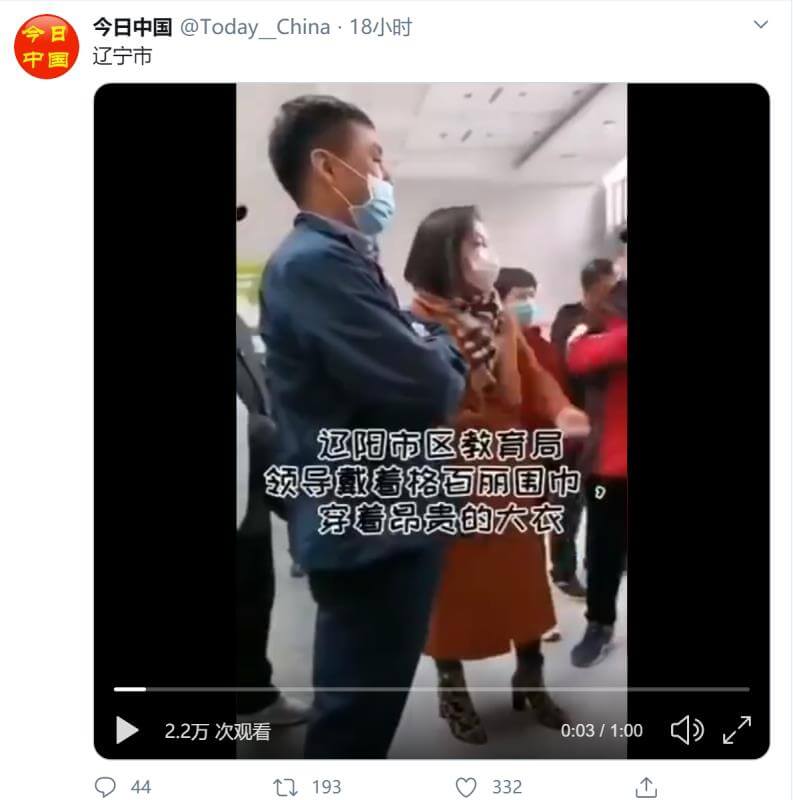 今日
中国
今日中国 @Today__China · 18小时
辽宁市
辽阳市区教育局
领导戴着格百丽围巾，
穿着昂贵的大衣
2.2万 次观看
0:03 / 1:00
44
193
332